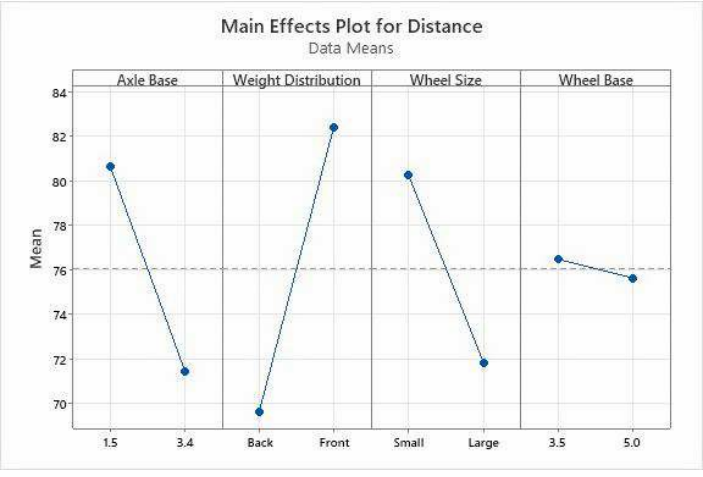 Main Effects Plot for Distance
Data Means
Axle Base Weight Distribution Wheel Size Wheel Base
84
82
80
78
76
74
72
70
Mean
1.5 3.4 Back Front Small Large 3.5 5.0